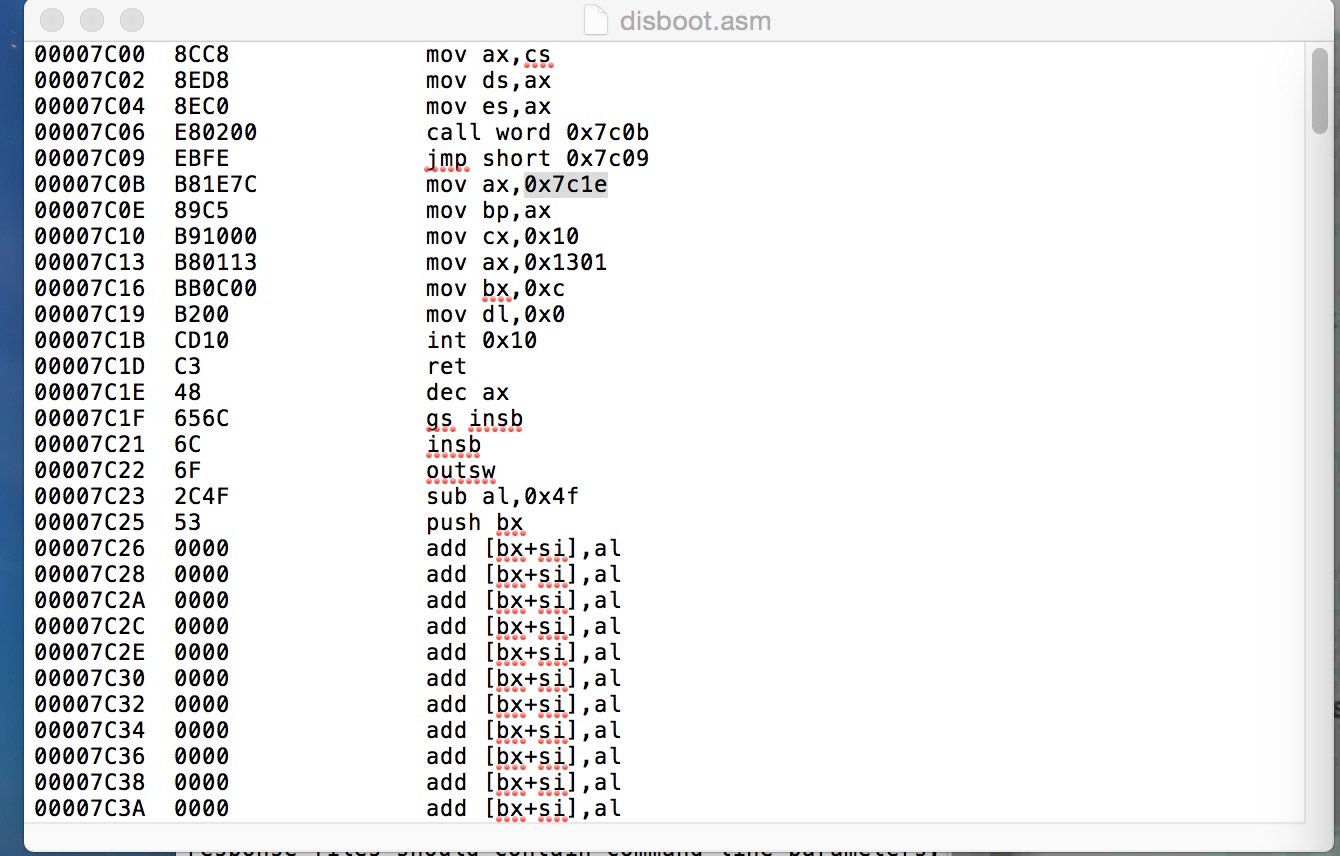 disboot.asm
00007C00  8CC8              mov ax,cs
00007C02  8ED8              mov ds,ax
00007C04  8EC0              mov es,ax
00007C06  E80200            call word 0x7c0b
00007C09  EBFE              jmp short 0x7c09
00007C0B  B81E7C            mov ax,0x7c1e
00007C0E  89C5              mov bp,ax
00007C10  B91000            mov cx,0x10
00007C13  B80113            mov ax,0x1301
00007C16  BB0C00            mov bx,0xc
00007C19  B200              mov dl,0x0
00007C1B  CD10              int 0x10
00007C1D  C3                ret
00007C1E  48                dec ax
00007C1F  656C              gs insb
00007C21  6C                insb
00007C22  6F                outsw
00007C23  2C4F              sub al,0x4f
00007C25  53                push bx
00007C26  0000              add [bx+si],al
00007C28  0000              add [bx+si],al
00007C2A  0000              add [bx+si],al
00007C2C  0000              add [bx+si],al
00007C2E  0000              add [bx+si],al
00007C30  0000              add [bx+si],al
00007C32  0000              add [bx+si],al
00007C34  0000              add [bx+si],al
00007C36  0000              add [bx+si],al
00007C38  0000              add [bx+si],al
00007C3A  0000              add [bx+si],al
response files should contain command line parameters,